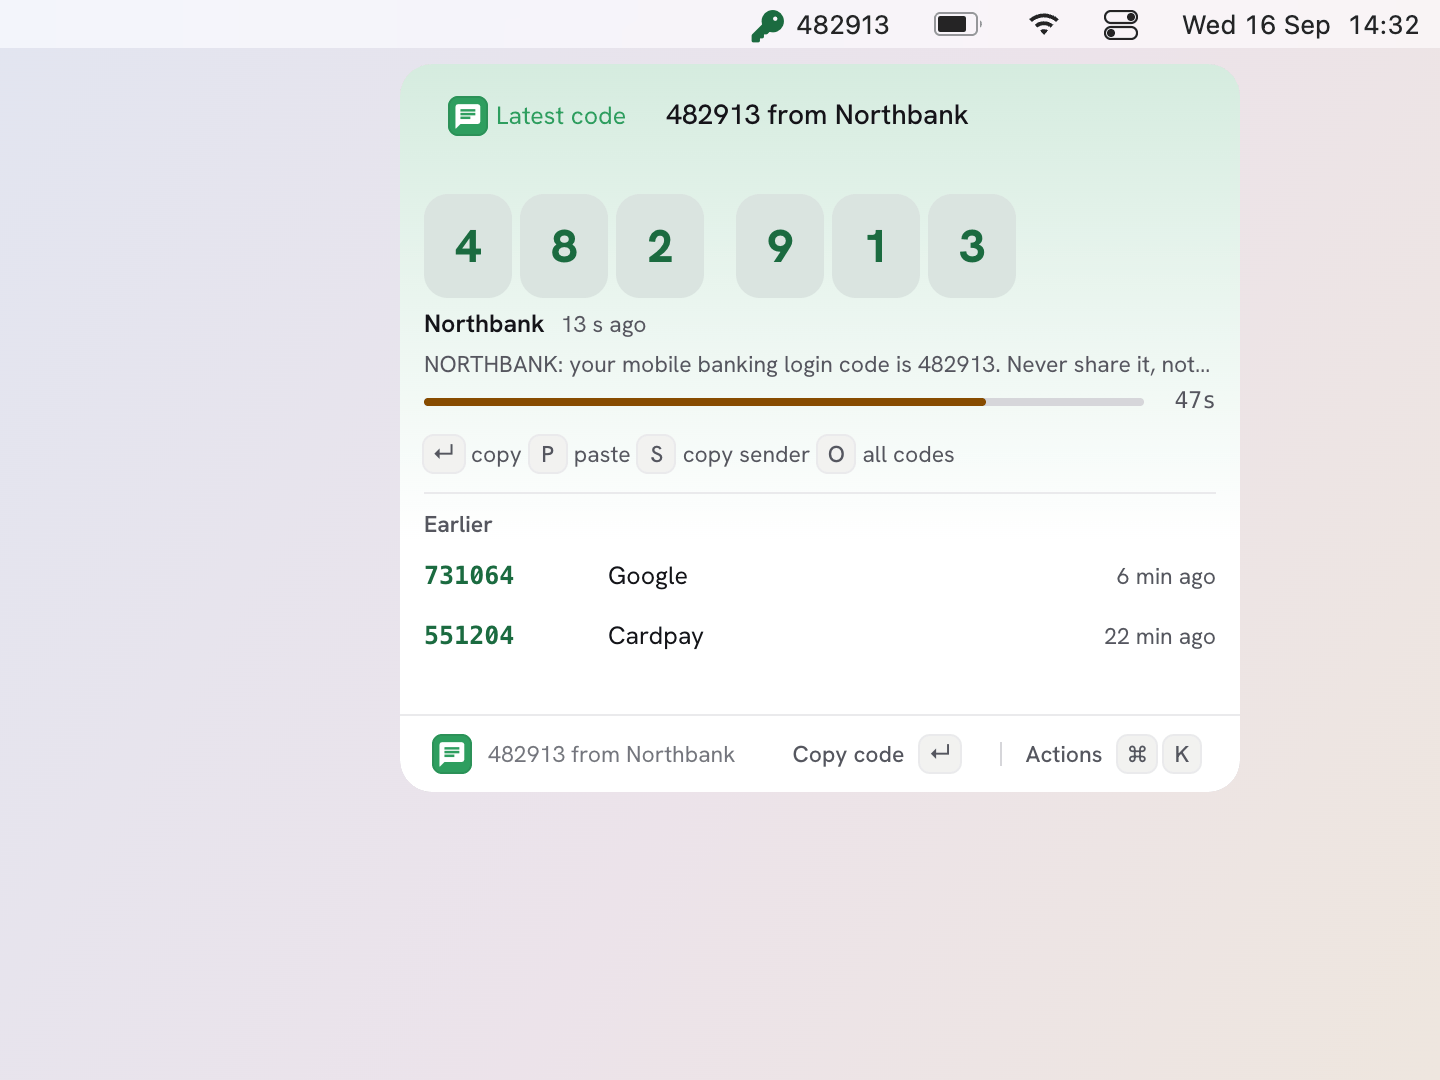 482913 Wed 16 Sep 14:32
Latest code 482913 from Northbank
4 8 2 9 1 3
Northbank 13 s ago
NORTHBANK: your mobile banking login code is 482913. Never share it, not...
47s
↵ copy P paste S copy sender O all codes
Earlier
731064 Google 6 min ago
551204 Cardpay 22 min ago
482913 from Northbank Copy code ↵ Actions ⌘ K